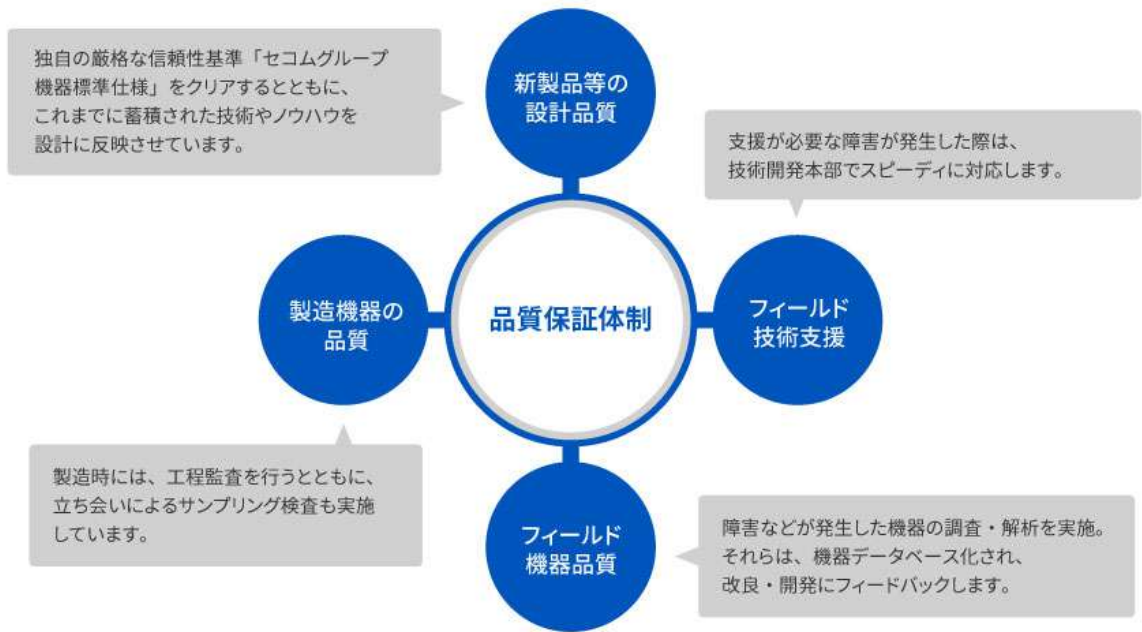 独自の厳格な信頼性基準「セコムグループ
機器標準仕様」をクリアするとともに、
これまでに蓄積された技術やノウハウを
設計に反映させています。
新製品等の
設計品質
支援が必要な障害が発生した際は、
技術開発本部でスピーディに対応します。
製造機器の
品質
品質保証体制
フィールド
技術支援
製造時には、工程監査を行うとともに、
立ち会いによるサンプリング検査も実施
しています。
フィールド
機器品質
障害などが発生した機器の調査・解析を実施。
それらは、機器データベース化され、
改良・開発にフィードバックします。